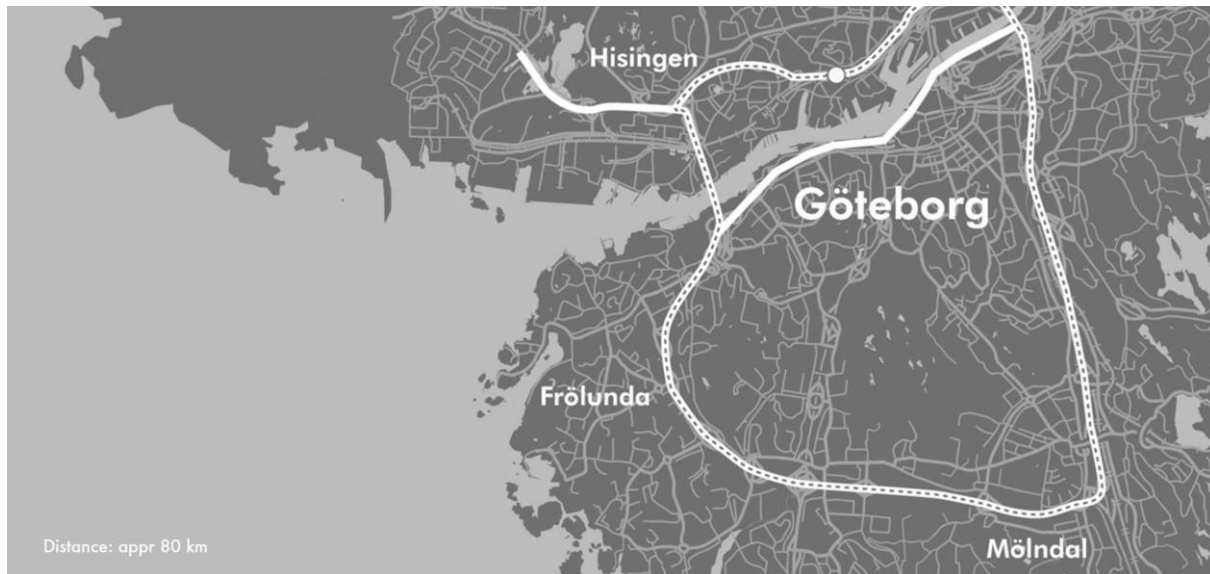 Hisingen
Göteborg
Frölunda
Distance: appr 80 km
Mölndal